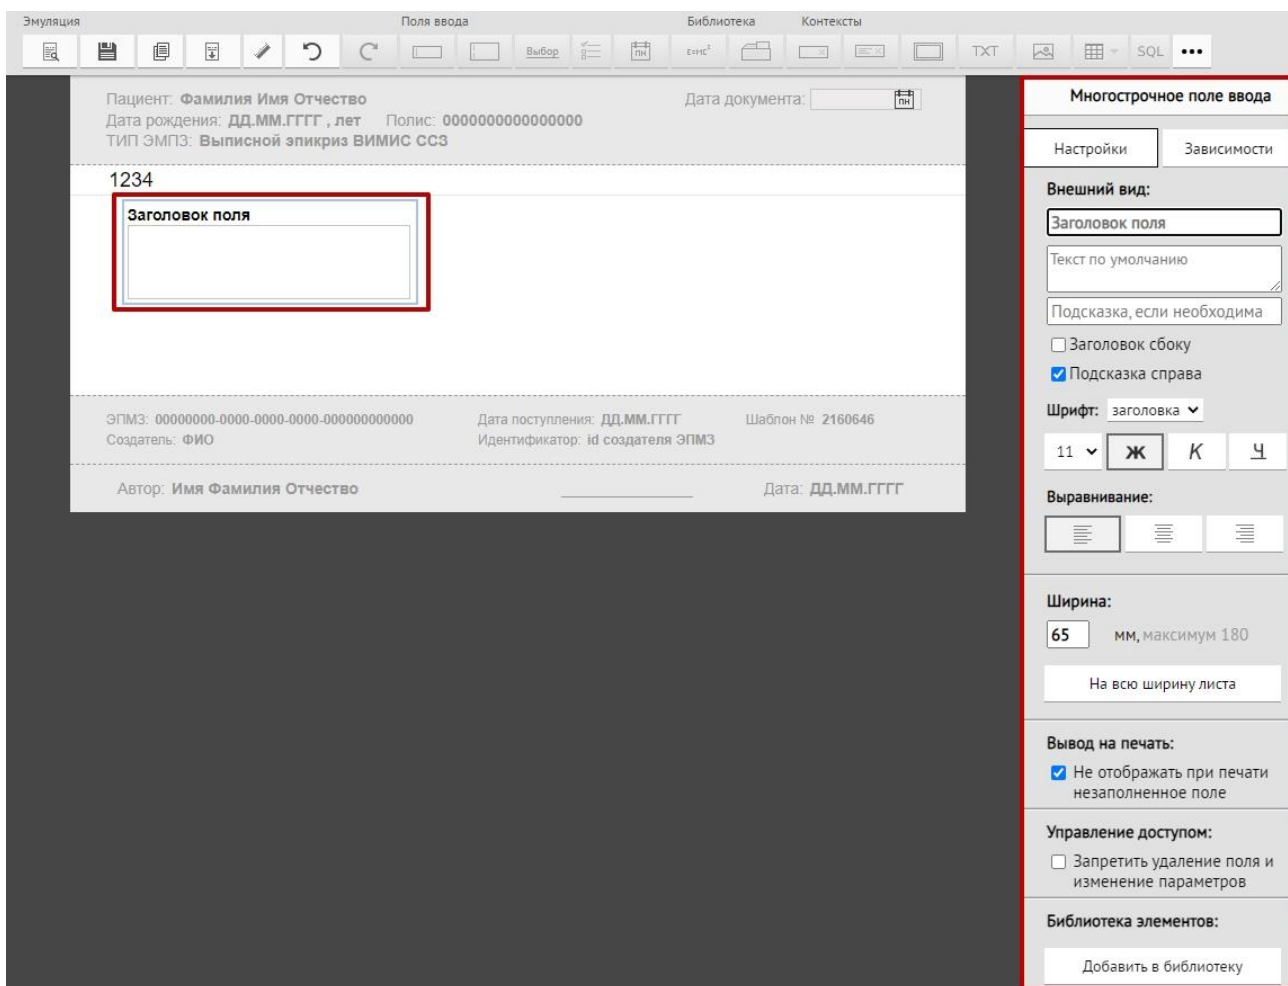 Эмуляция Поля ввода Библиотека Контексты
Выбор ПН E=MC² TXT SQL •••
Пациент: Фамилия Имя Отчество Дата документа: ПН
Дата рождения: ДД.ММ.ГГГГ , лет Полис: 0000000000000000
ТИП ЭМПЗ: Выписной эпикриз ВИМИС ССЗ
1234
Заголовок поля
ЭПМЗ: 00000000-0000-0000-0000-000000000000 Дата поступления: ДД.ММ.ГГГГ Шаблон № 2160646
Создатель: ФИО Идентификатор: id создателя ЭПМЗ
Автор: Имя Фамилия Отчество Дата: ДД.ММ.ГГГГ
Многострочное поле ввода
Настройки Зависимости
Внешний вид:
Заголовок поля
Текст по умолчанию
Подсказка, если необходима
Заголовок сбоку
Подсказка справа
Шрифт: заголовка
11 Ж К Ч
Выравнивание:
Ширина:
65 мм, максимум 180
На всю ширину листа
Вывод на печать:
Не отображать при печати
незаполненное поле
Управление доступом:
Запретить удаление поля и
изменение параметров
Библиотека элементов:
Добавить в библиотеку